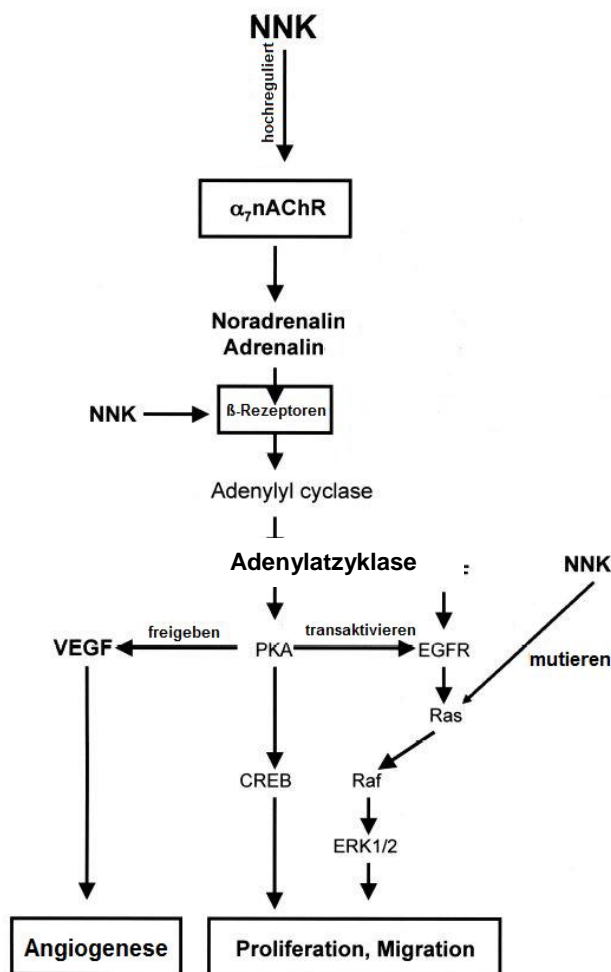 NNK
hochreguliert
α₇nAChR
Noradrenalin
Adrenalin
NNK
ß-Rezeptoren
Adenylyl cyclase
Adenylatzyklase
NNK
VEGF
freigeben
PKA
transaktivieren
EGFR
mutieren
Ras
CREB
Raf
ERK1/2
Angiogenese
Proliferation, Migration